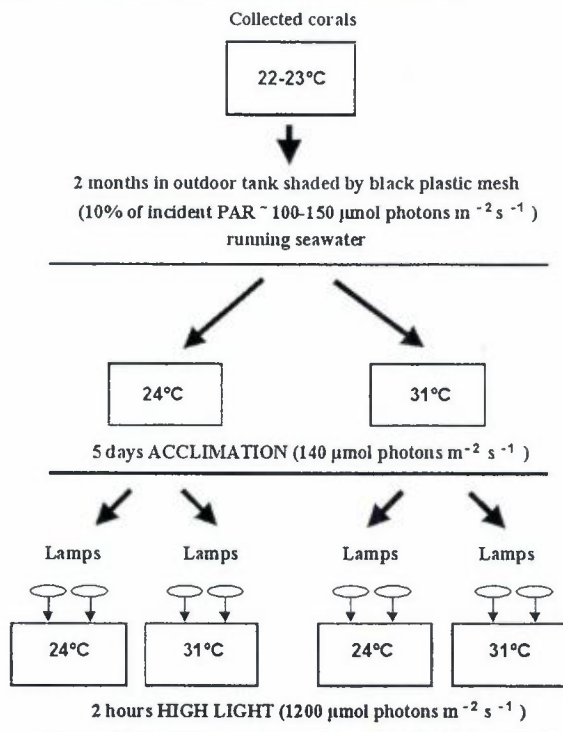 Collected corals
22-23°C
2 months in outdoor tank shaded by black plastic mesh
(10% of incident PAR ~ 100-150 µmol photons m⁻² s⁻¹ )
running seawater
24°C 31°C
5 days ACCLIMATION (140 µmol photons m⁻² s⁻¹ )
Lamps Lamps Lamps Lamps
24°C 31°C 24°C 31°C
2 hours HIGH LIGHT (1200 µmol photons m⁻² s⁻¹ )